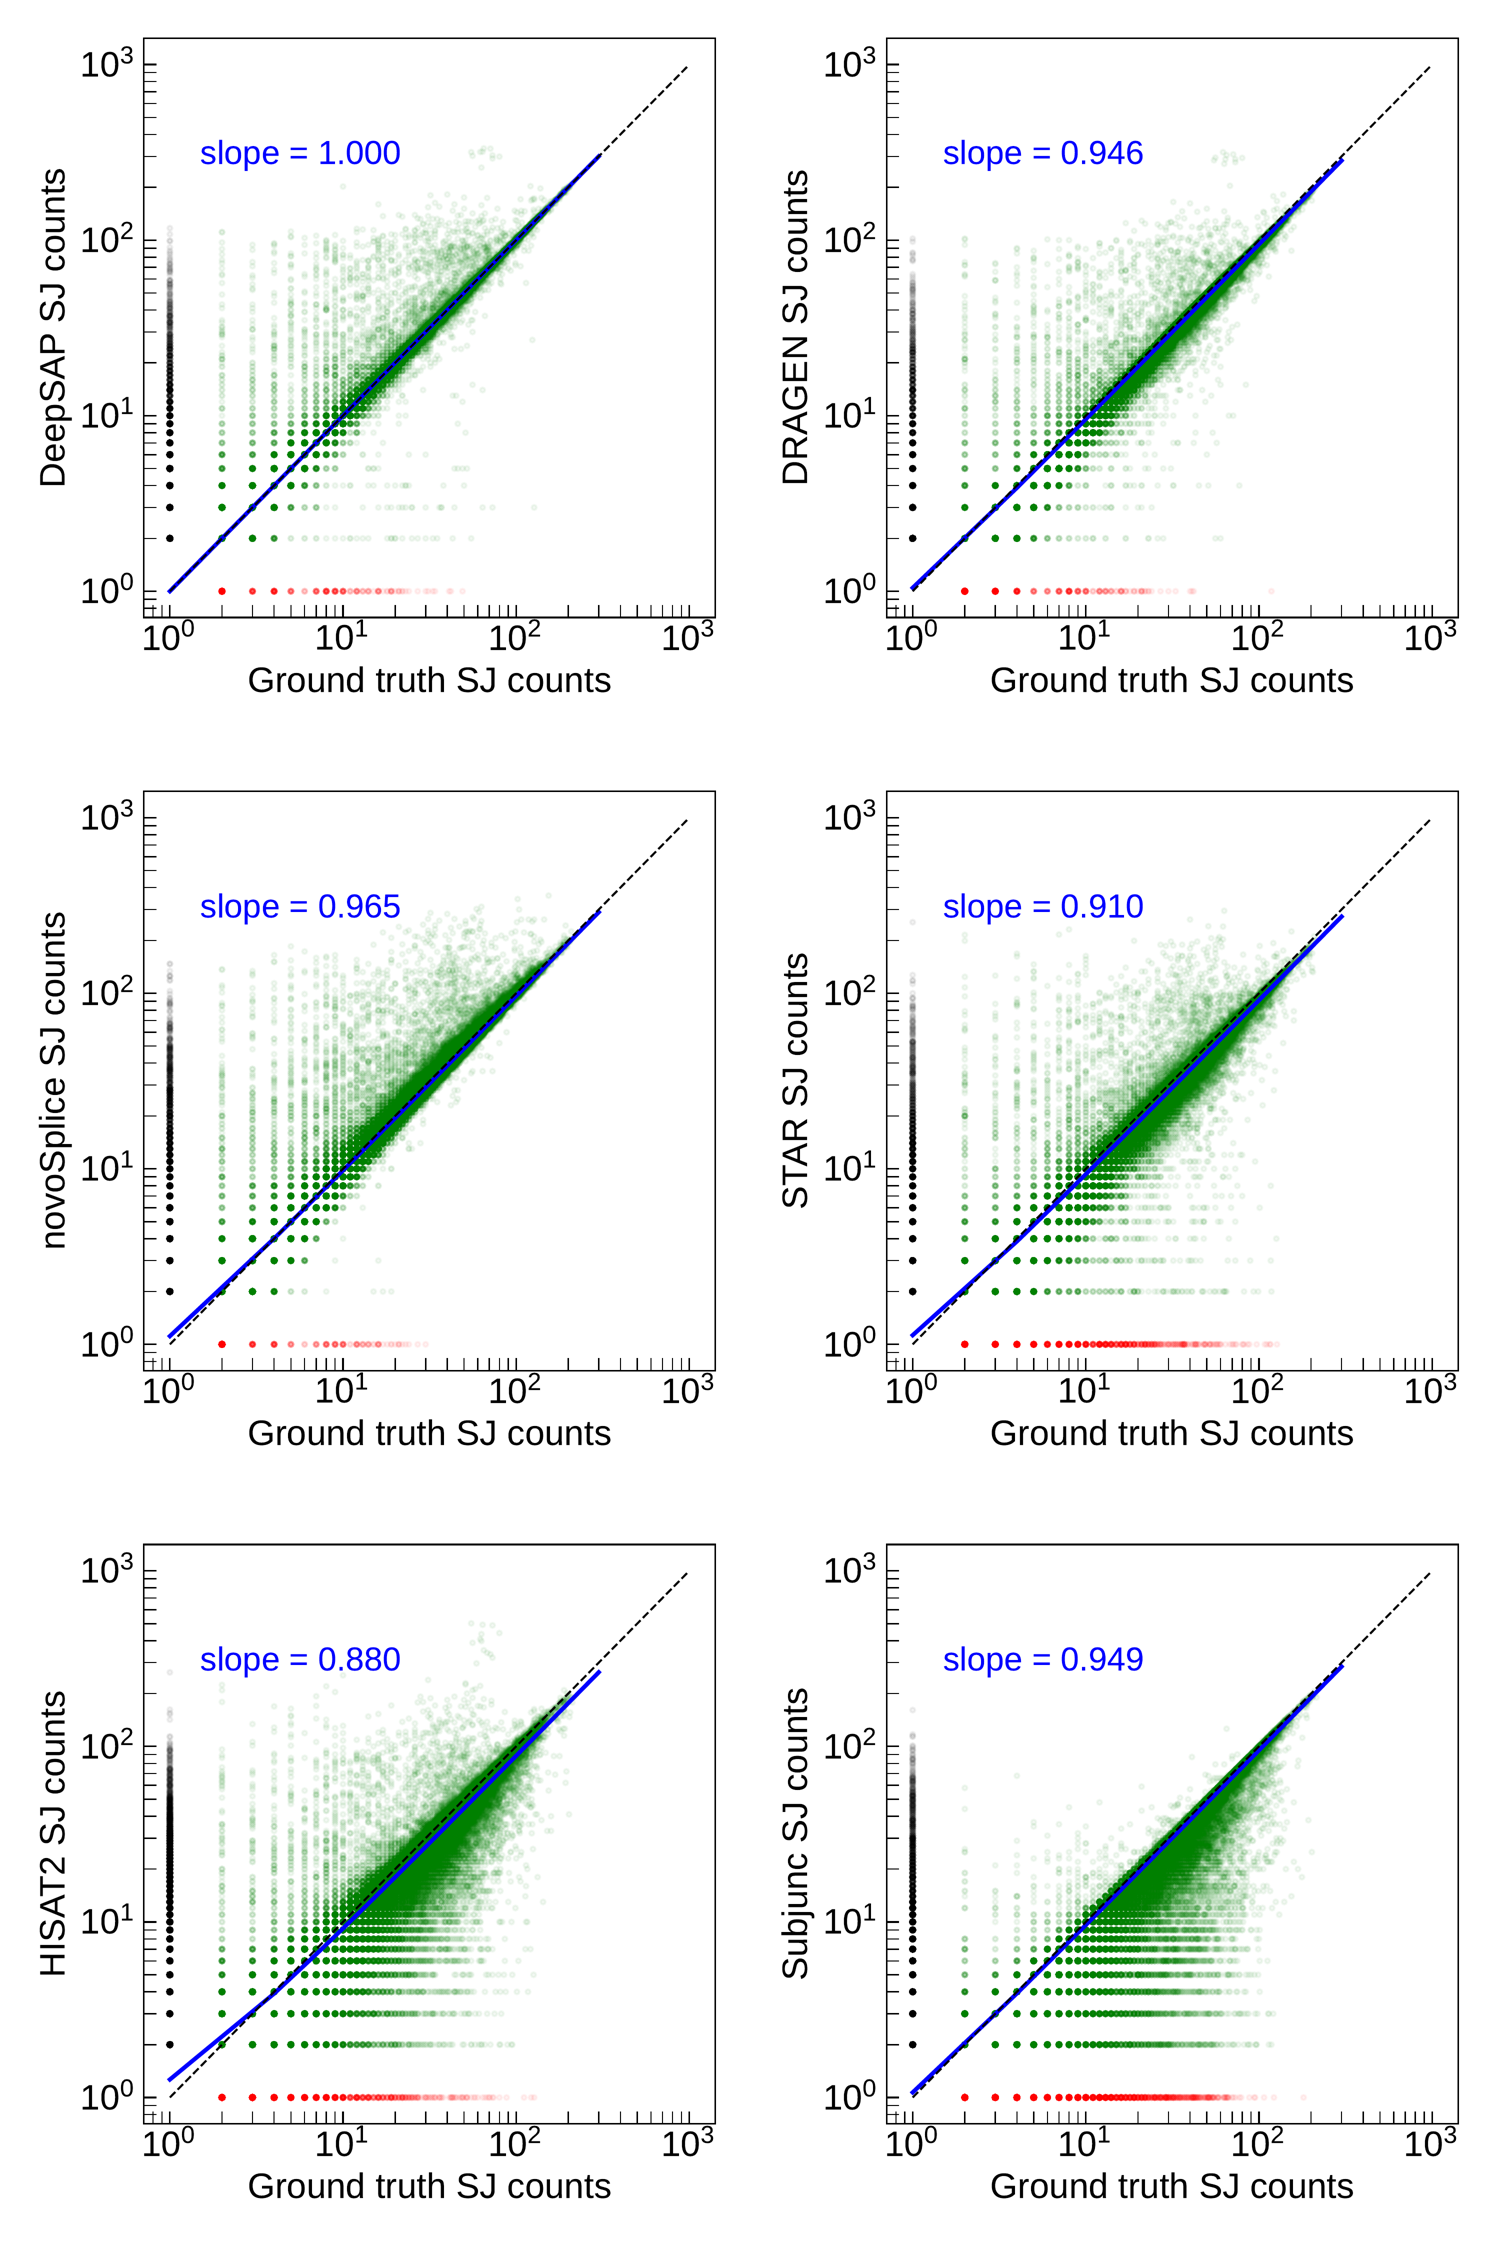 10³
10²
10¹
10⁰
DeepSAP SJ counts
slope = 1.000
10⁰ 10¹ 10² 10³
Ground truth SJ counts
10³
10²
10¹
10⁰
DRAGEN SJ counts
slope = 0.946
10⁰ 10¹ 10² 10³
Ground truth SJ counts
10³
10²
10¹
10⁰
novoSplice SJ counts
slope = 0.965
10⁰ 10¹ 10² 10³
Ground truth SJ counts
10³
10²
10¹
10⁰
STAR SJ counts
slope = 0.910
10⁰ 10¹ 10² 10³
Ground truth SJ counts
10³
10²
10¹
10⁰
HISAT2 SJ counts
slope = 0.880
10⁰ 10¹ 10² 10³
Ground truth SJ counts
10³
10²
10¹
10⁰
Subjunc SJ counts
slope = 0.949
10⁰ 10¹ 10² 10³
Ground truth SJ counts